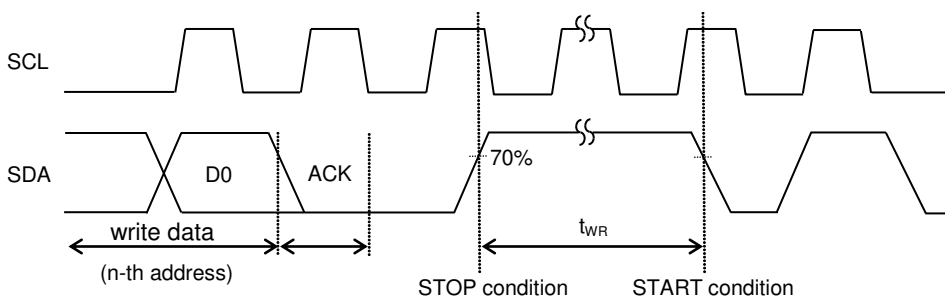 SCL
SDA
D0
ACK
70%
write data
(n-th address)
tWR
STOP condition
START condition